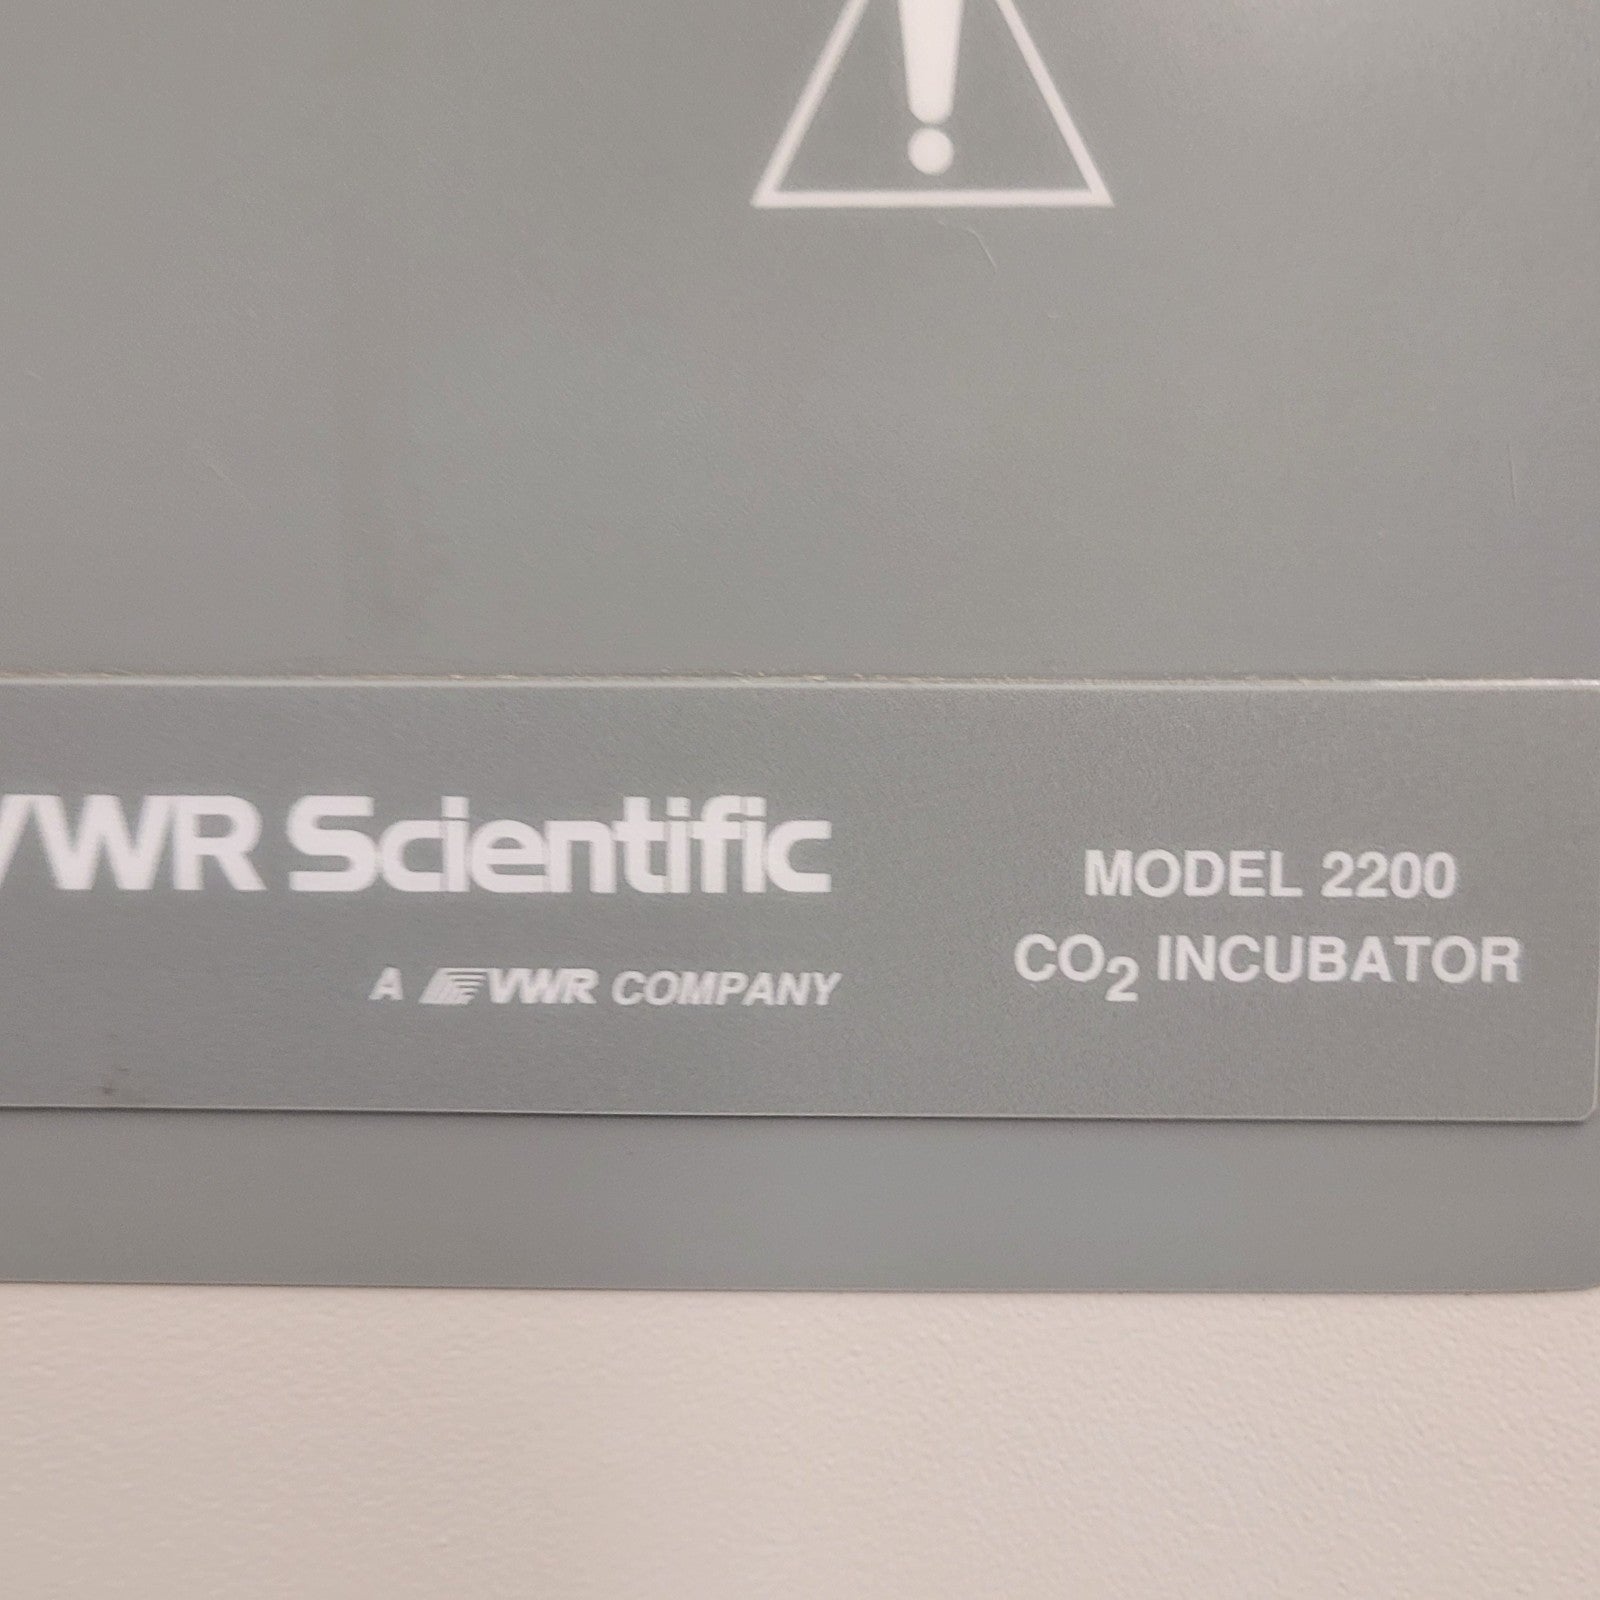 VWR Scientific
A VWR COMPANY
MODEL 2200
CO₂ INCUBATOR